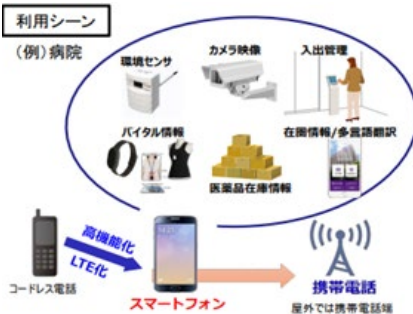 利用シーン
（例）病院
環境センサ
カメラ映像
入出管理
バイタル情報
医薬品在庫情報
在圏情報/多言語翻訳
高機能化
LTE化
コードレス電話
スマートフォン
携帯電話
屋外では携帯電話端